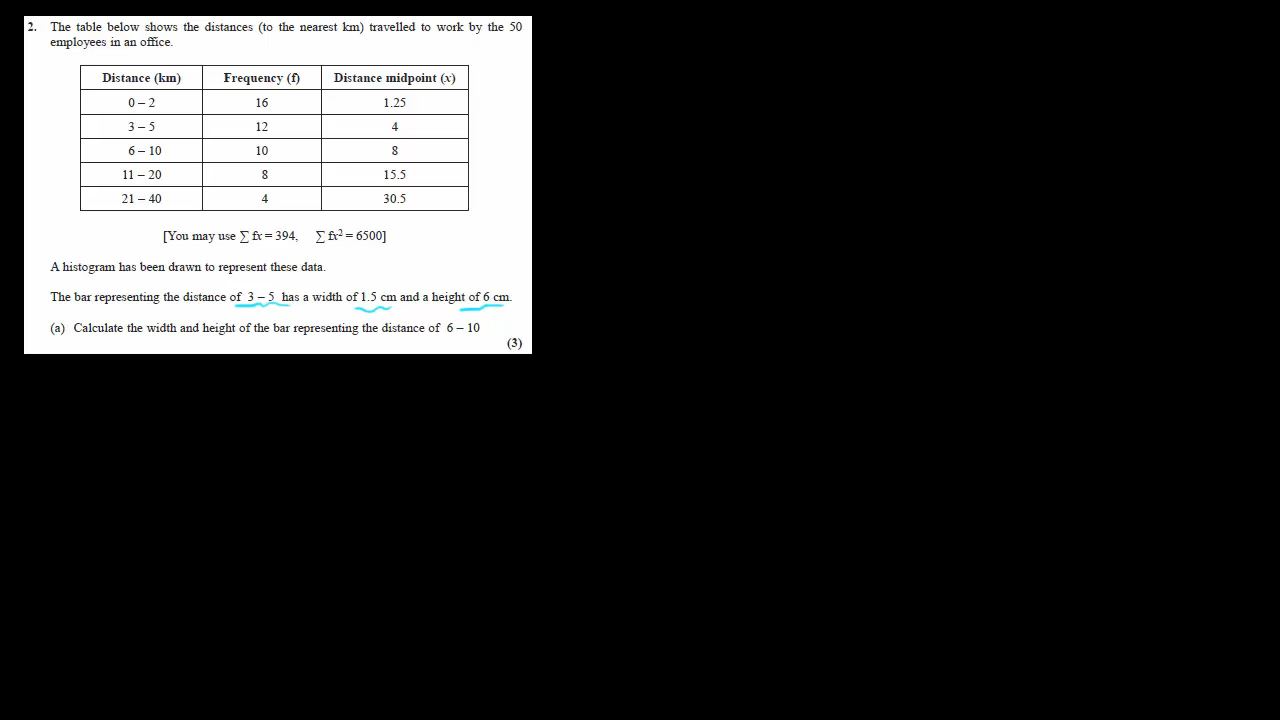 2. The table below shows the distances (to the nearest km) travelled to work by the 50
employees in an office.
Distance (km) Frequency (f) Distance midpoint (x)
0 – 2 16 1.25
3 – 5 12 4
6 – 10 10 8
11 – 20 8 15.5
21 – 40 4 30.5
[You may use ∑ fx = 394, ∑ fx² = 6500]
A histogram has been drawn to represent these data.
The bar representing the distance of 3 – 5 has a width of 1.5 cm and a height of 6 cm.
(a) Calculate the width and height of the bar representing the distance of 6 – 10
(3)